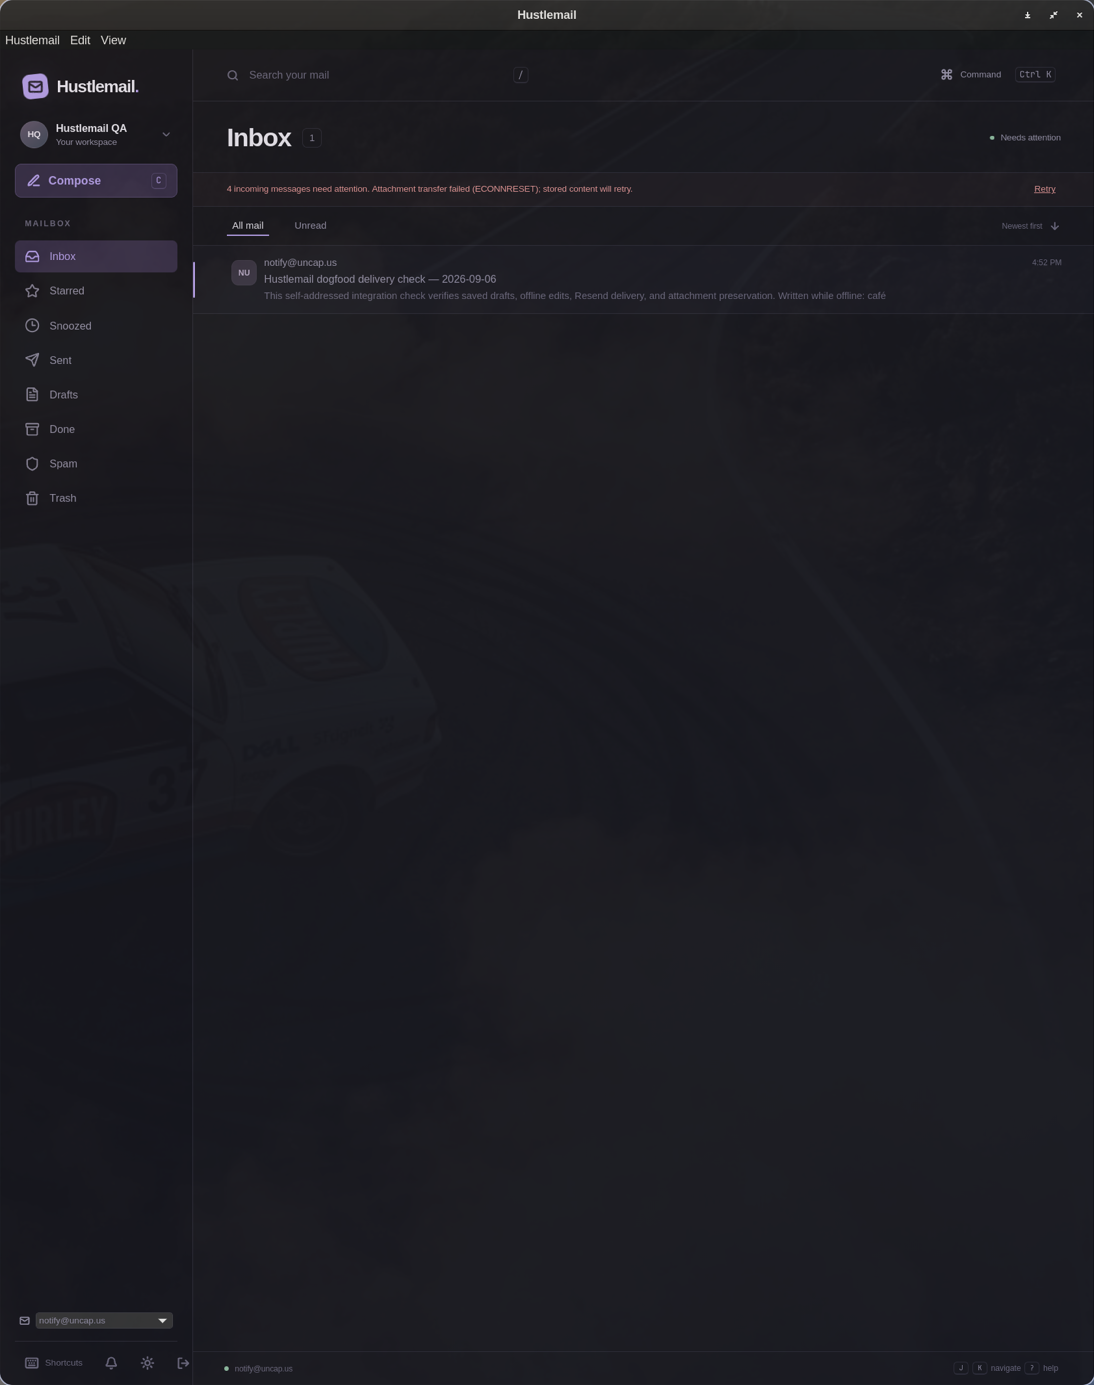 Hustlemail
Hustlemail Edit View
Hustlemail.
HQ
Hustlemail QA
Your workspace
Compose C
MAILBOX
Inbox
Starred
Snoozed
Sent
Drafts
Done
Spam
Trash
notify@uncap.us
Shortcuts
Search your mail /
Command Ctrl K
Inbox 1
Needs attention
4 incoming messages need attention. Attachment transfer failed (ECONNRESET); stored content will retry.
Retry
All mail Unread
Newest first
NU
notify@uncap.us 4:52 PM
Hustlemail dogfood delivery check — 2026-09-06
This self-addressed integration check verifies saved drafts, offline edits, Resend delivery, and attachment preservation. Written while offline: café
37
DELL
37
HURLEY
notify@uncap.us
J K navigate ? help